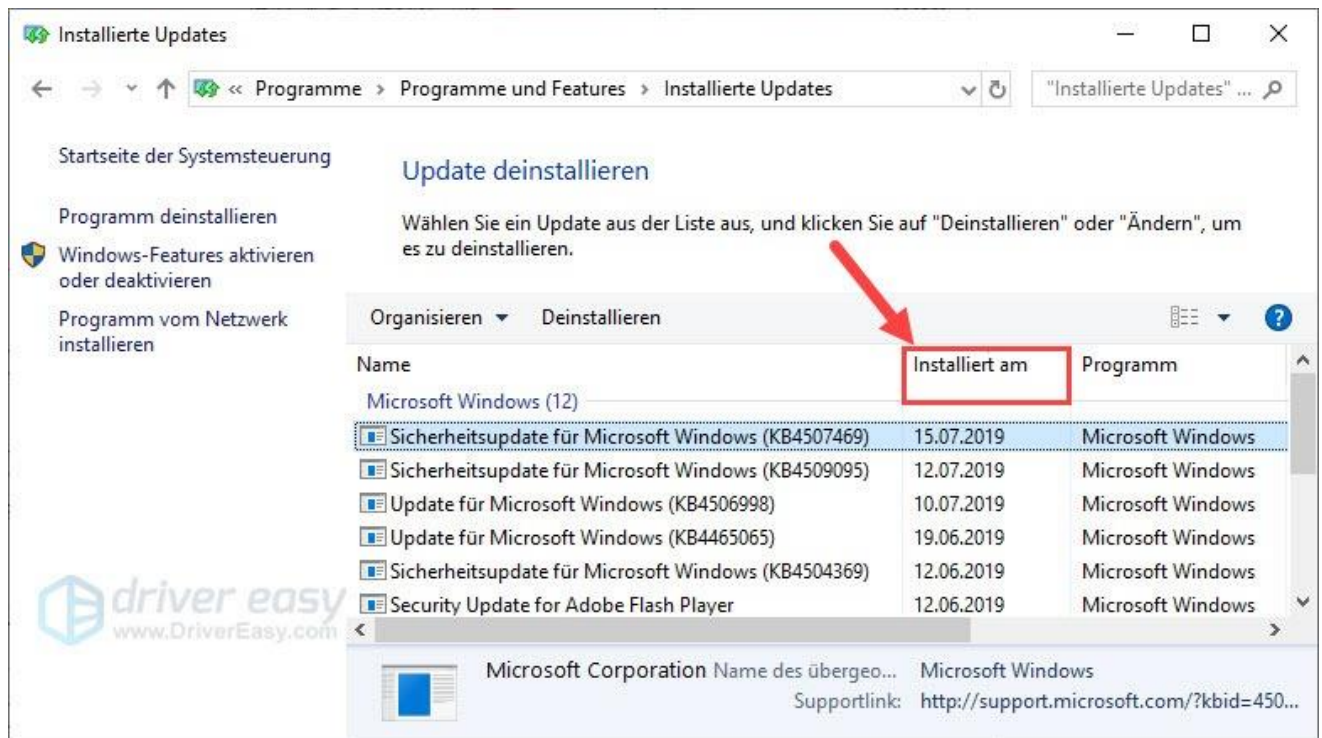 Installierte Updates
« Programme › Programme und Features › Installierte Updates "Installierte Updates" ...
Startseite der Systemsteuerung
Programm deinstallieren
Windows-Features aktivieren
oder deaktivieren
Programm vom Netzwerk
installieren
Update deinstallieren
Wählen Sie ein Update aus der Liste aus, und klicken Sie auf "Deinstallieren" oder "Ändern", um
es zu deinstallieren.
Organisieren Deinstallieren ?
Name Installiert am Programm
Microsoft Windows (12)
Sicherheitsupdate für Microsoft Windows (KB4507469) 15.07.2019 Microsoft Windows
Sicherheitsupdate für Microsoft Windows (KB4509095) 12.07.2019 Microsoft Windows
Update für Microsoft Windows (KB4506998) 10.07.2019 Microsoft Windows
Update für Microsoft Windows (KB4465065) 19.06.2019 Microsoft Windows
Sicherheitsupdate für Microsoft Windows (KB4504369) 12.06.2019 Microsoft Windows
Security Update for Adobe Flash Player 12.06.2019 Microsoft Windows
driver easy
www.DriverEasy.com
Microsoft Corporation Name des übergeo... Microsoft Windows
Supportlink: http://support.microsoft.com/?kbid=450...